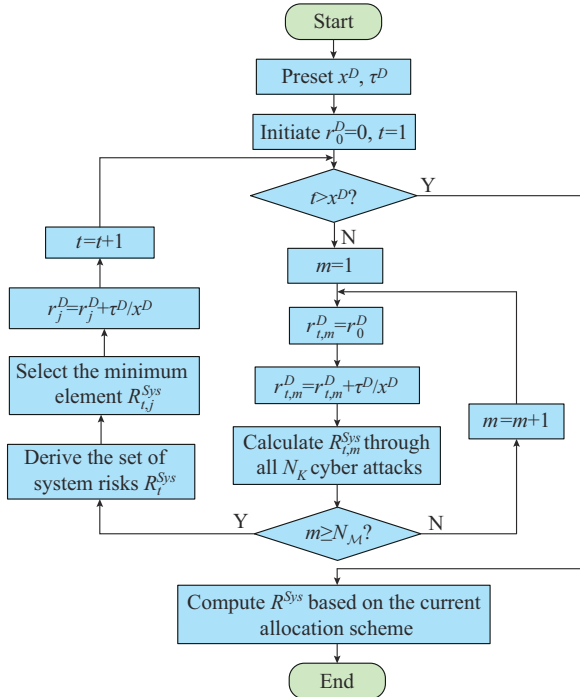 Start
Preset x^D, τ^D
Initiate r_0^D=0, t=1
t>x^D?
Y
N
t=t+1
m=1
r_j^D=r_j^D+τ^D/x^D
r_{t,m}^D=r_0^D
Select the minimum
element R_{t,j}^{Sys}
r_{t,m}^D=r_{t,m}^D+τ^D/x^D
m=m+1
Calculate R_{t,m}^{Sys} through
all N_K cyber attacks
Derive the set of
system risks R_t^{Sys}
Y
m≥N_ℳ?
N
Compute R^{Sys} based on the current
allocation scheme
End